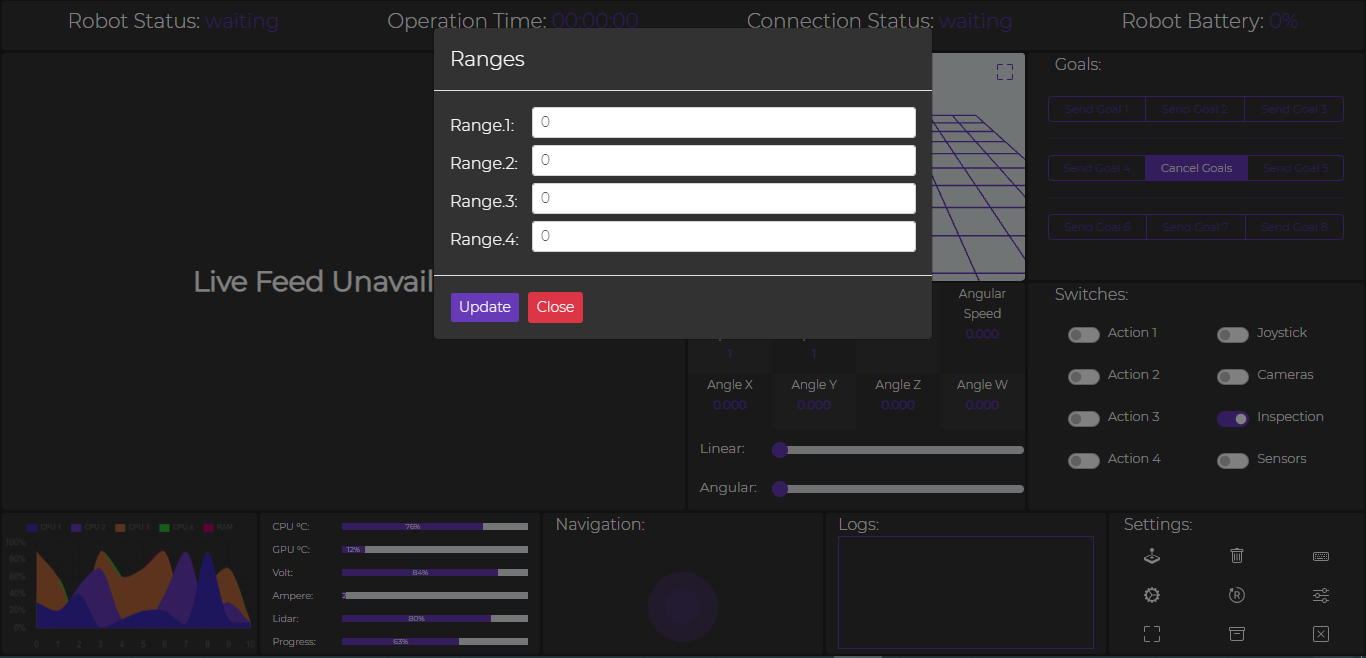 Robot Status: waiting
Operation Time: 00:00:00
Connection Status: waiting
Robot Battery: 0%
Ranges
Range.1: 0
Range.2: 0
Range.3: 0
Range.4: 0
Update Close
Live Feed Unavail
Goals:
Send Goal 1 Send Goal 2 Send Goal 3
Send Goal 4 Cancel Goals Send Goal 5
Send Goal 6 Send Goal 7 Send Goal 8
Angular
Speed
0.000
1 1
Angle X Angle Y Angle Z Angle W
0.000 0.000 0.000 0.000
Linear:
Angular:
Switches:
Action 1 Joystick
Action 2 Cameras
Action 3 Inspection
Action 4 Sensors
CPU 1 CPU 2 CPU 3 CPU 4 RAM
100%
80%
60%
40%
20%
0%
0 1 2 3 4 5 6 7 8 9 10
CPU °C: 76%
GPU °C: 12%
Volt: 84%
Ampere:
Lidar: 80%
Progress: 63%
Navigation:
Logs:
Settings:
R